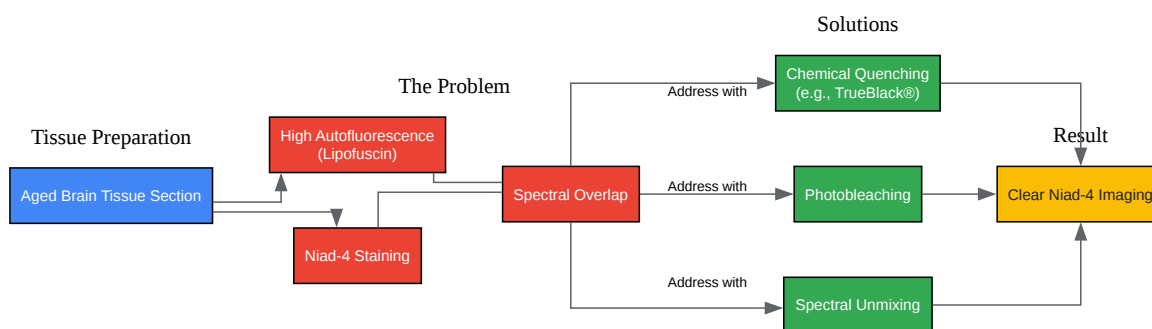 Solutions
Chemical Quenching
(e.g., TrueBlack®)
The Problem
Address with
High Autofluorescence
(Lipofuscin)
Tissue Preparation
Result
Aged Brain Tissue Section
Spectral Overlap
Address with
Photobleaching
Clear Niad-4 Imaging
Niad-4 Staining
Address with
Spectral Unmixing